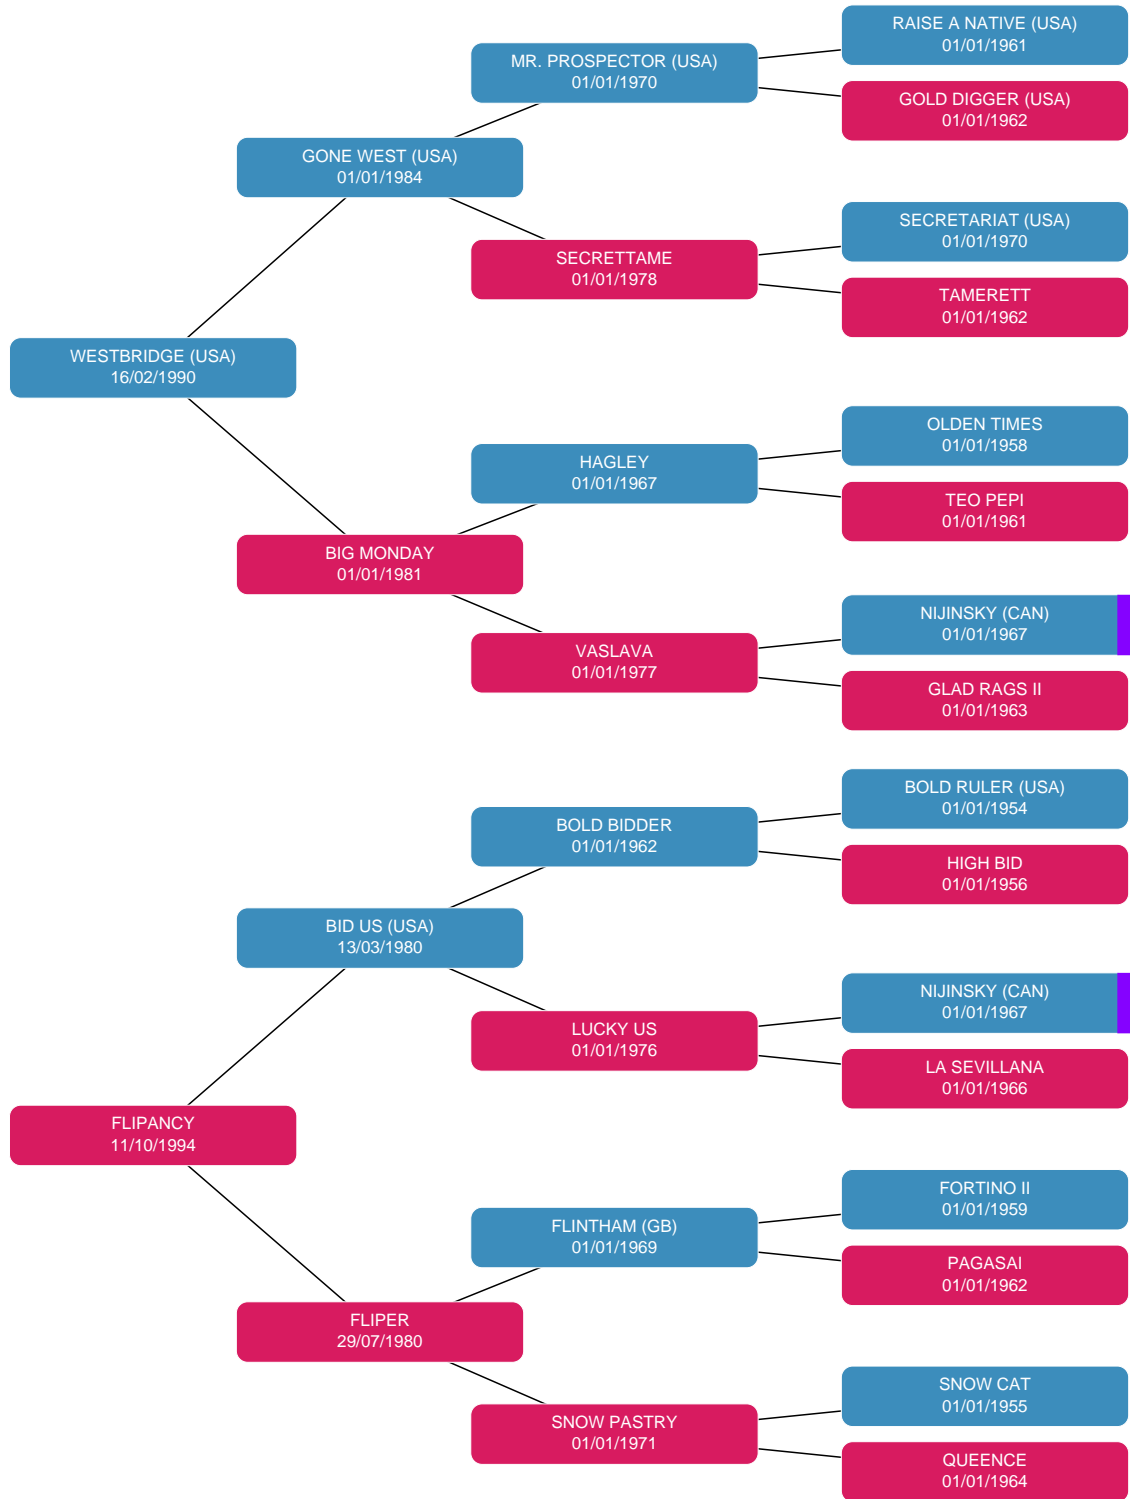 RAISE A NATIVE (USA)
01/01/1961
MR. PROSPECTOR (USA)
01/01/1970
GOLD DIGGER (USA)
01/01/1962
GONE WEST (USA)
01/01/1984
SECRETARIAT (USA)
01/01/1970
SECRETTAME
01/01/1978
TAMERETT
01/01/1962
WESTBRIDGE (USA)
16/02/1990
OLDEN TIMES
01/01/1958
HAGLEY
01/01/1967
TEO PEPI
01/01/1961
BIG MONDAY
01/01/1981
NIJINSKY (CAN)
01/01/1967
VASLAVA
01/01/1977
GLAD RAGS II
01/01/1963
BOLD RULER (USA)
01/01/1954
BOLD BIDDER
01/01/1962
HIGH BID
01/01/1956
BID US (USA)
13/03/1980
NIJINSKY (CAN)
01/01/1967
LUCKY US
01/01/1976
LA SEVILLANA
01/01/1966
FLIPANCY
11/10/1994
FORTINO II
01/01/1959
FLINTHAM (GB)
01/01/1969
PAGASAI
01/01/1962
FLIPER
29/07/1980
SNOW CAT
01/01/1955
SNOW PASTRY
01/01/1971
QUEENCE
01/01/1964